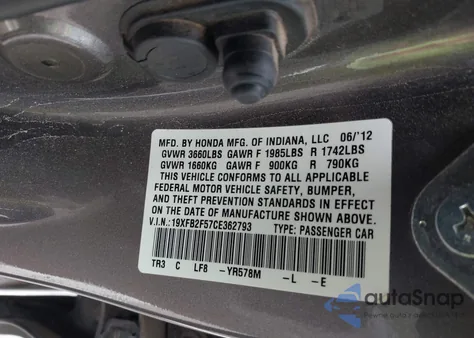 MFD. BY HONDA MFG. OF INDIANA, LLC 06/'12
GVWR 3660LBS GAWR F 1985LBS R 1742LBS
GVWR 1660KG GAWR F 900KG R 790KG
THIS VEHICLE CONFORMS TO ALL APPLICABLE
FEDERAL MOTOR VEHICLE SAFETY, BUMPER,
AND THEFT PREVENTION STANDARDS IN EFFECT
ON THE DATE OF MANUFACTURE SHOWN ABOVE.
V.I.N.: 19XFB2F57CE362793 TYPE: PASSENGER CAR
TR3 C LF8 -YR578M -L -E
autoSnap